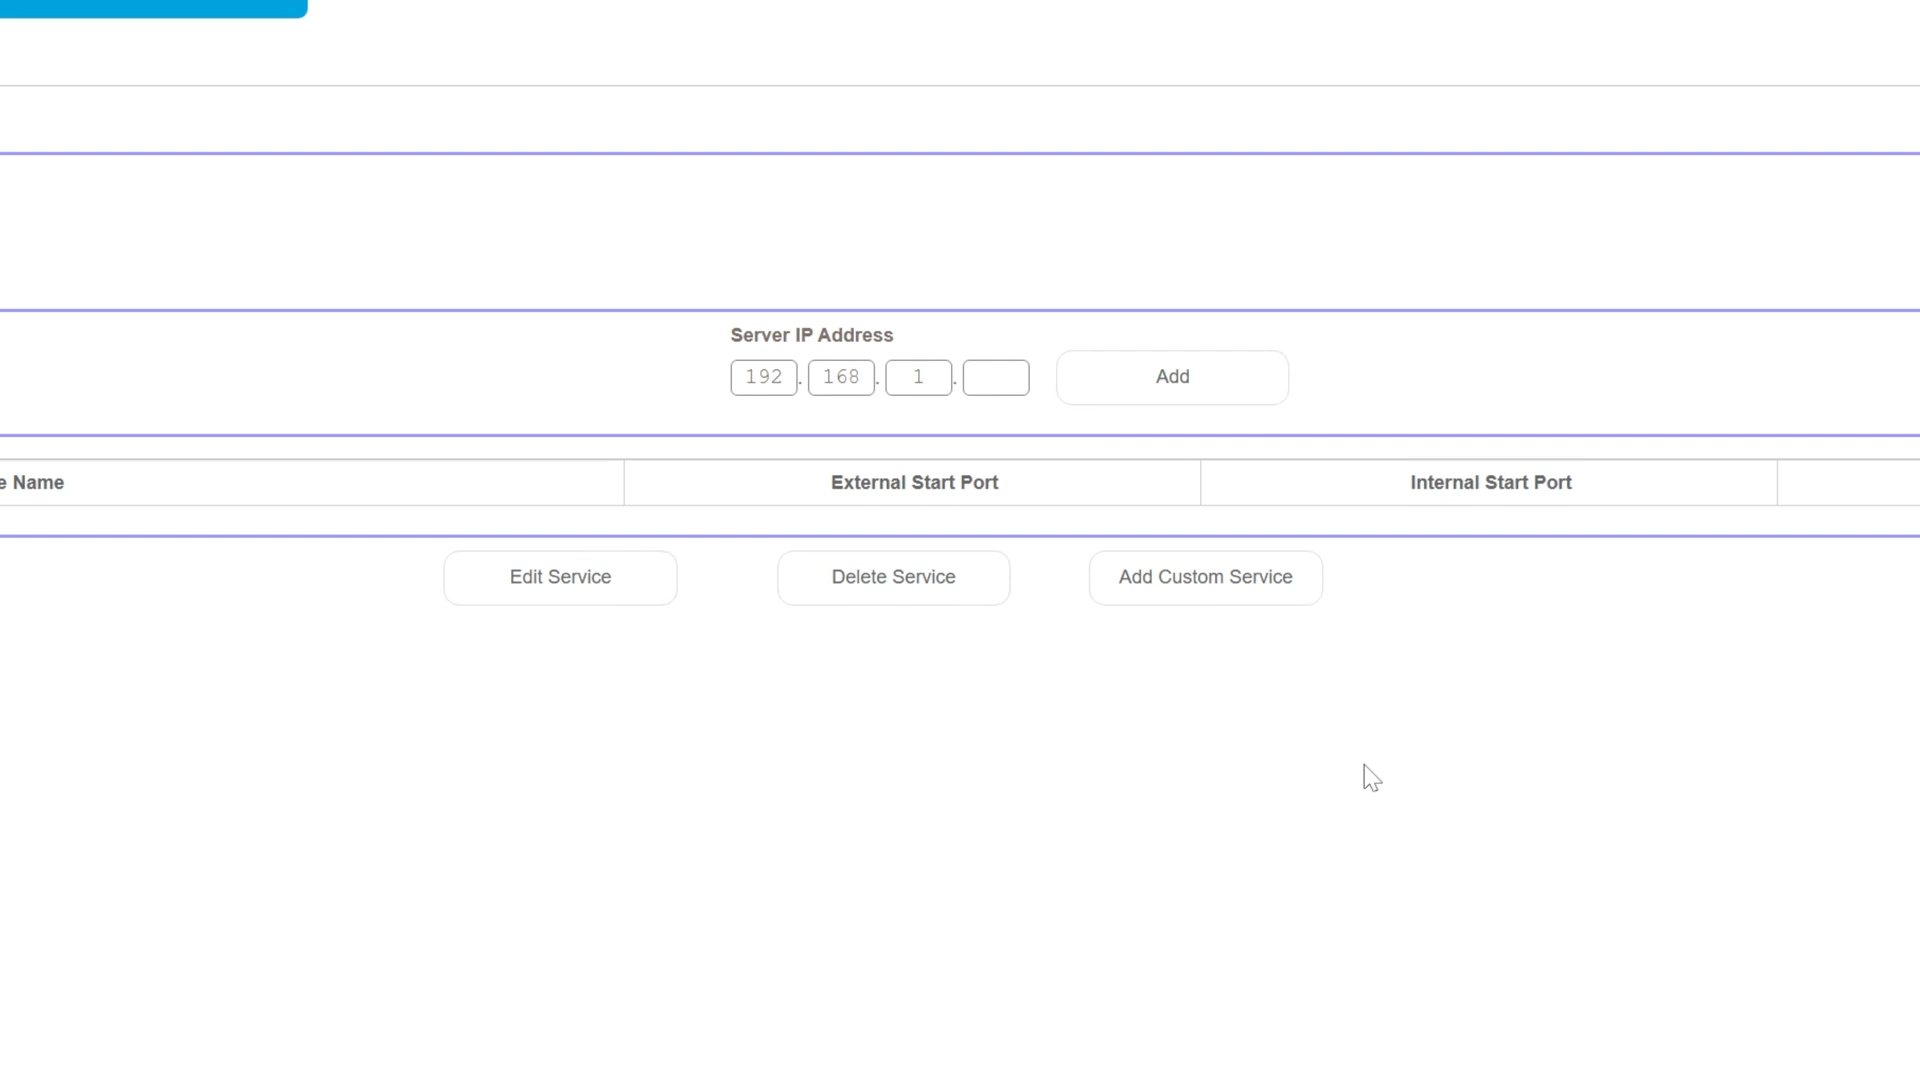 Server IP Address
192 . 168 . 1 .
Add
e Name
External Start Port
Internal Start Port
Edit Service
Delete Service
Add Custom Service